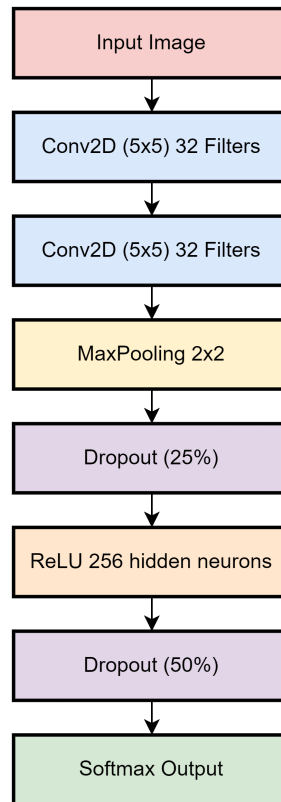 Input Image
Conv2D (5x5) 32 Filters
Conv2D (5x5) 32 Filters
MaxPooling 2x2
Dropout (25%)
ReLU 256 hidden neurons
Dropout (50%)
Softmax Output